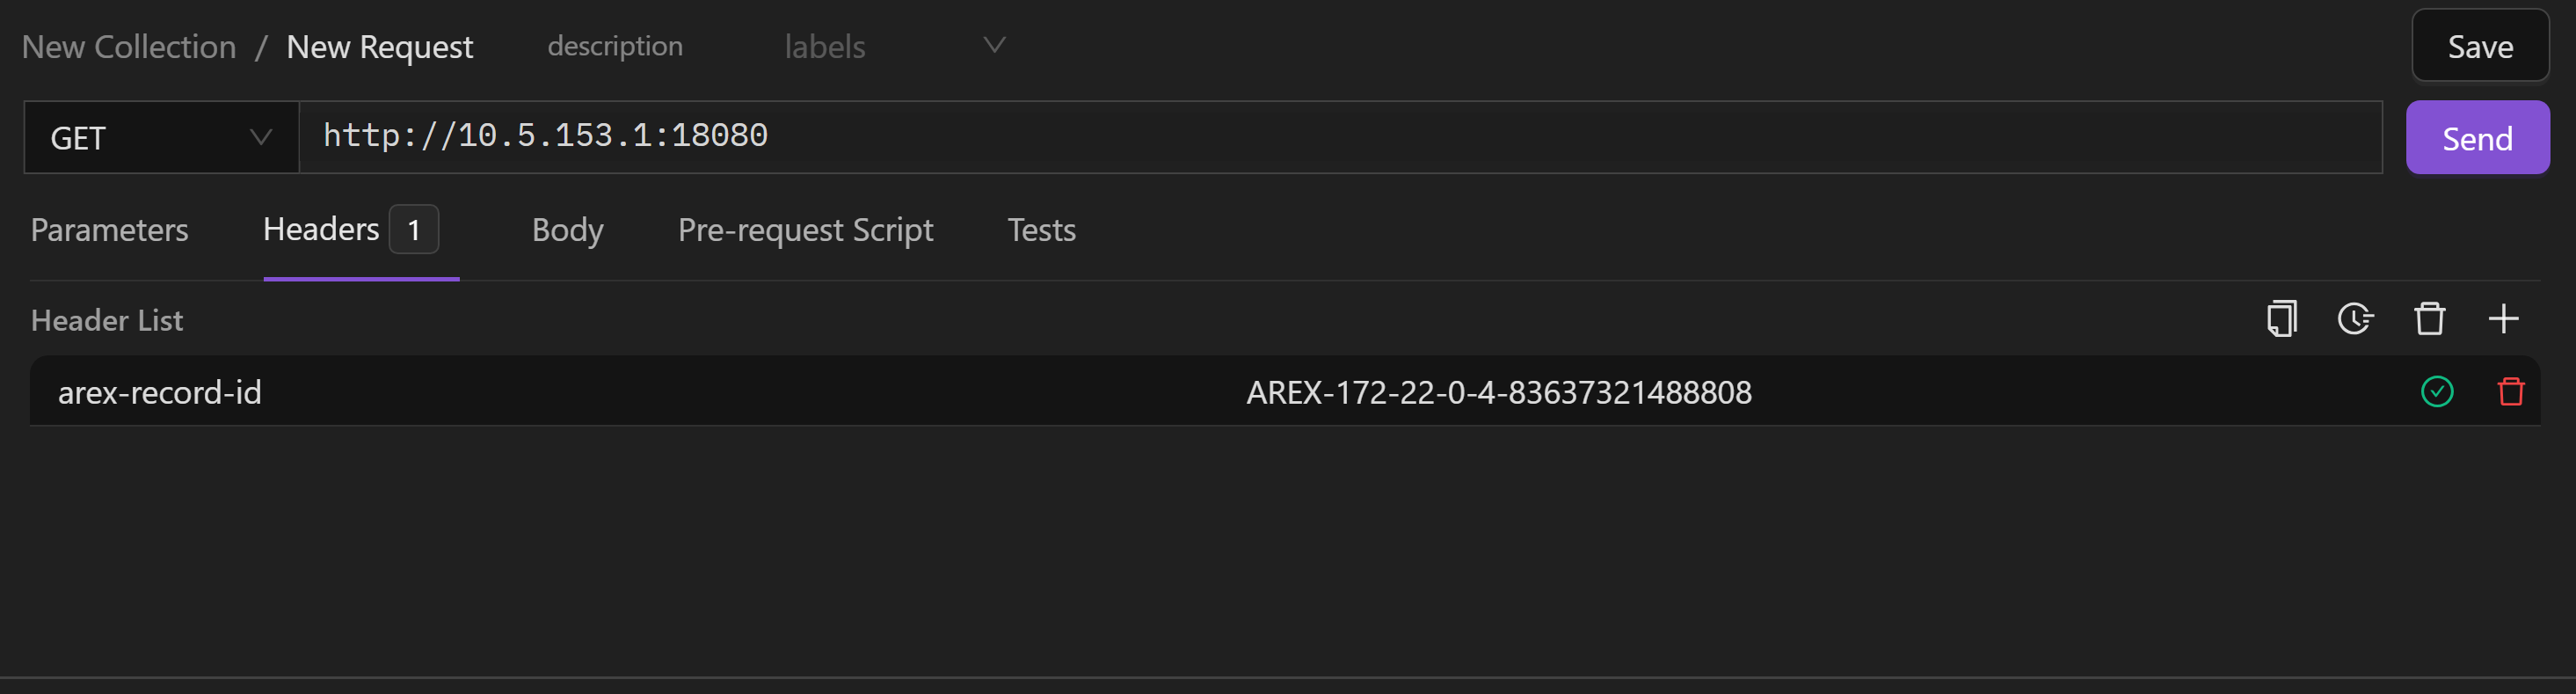 New Collection / New Request description labels Save
GET http://10.5.153.1:18080 Send
Parameters Headers 1 Body Pre-request Script Tests
Header List
arex-record-id AREX-172-22-0-4-83637321488808